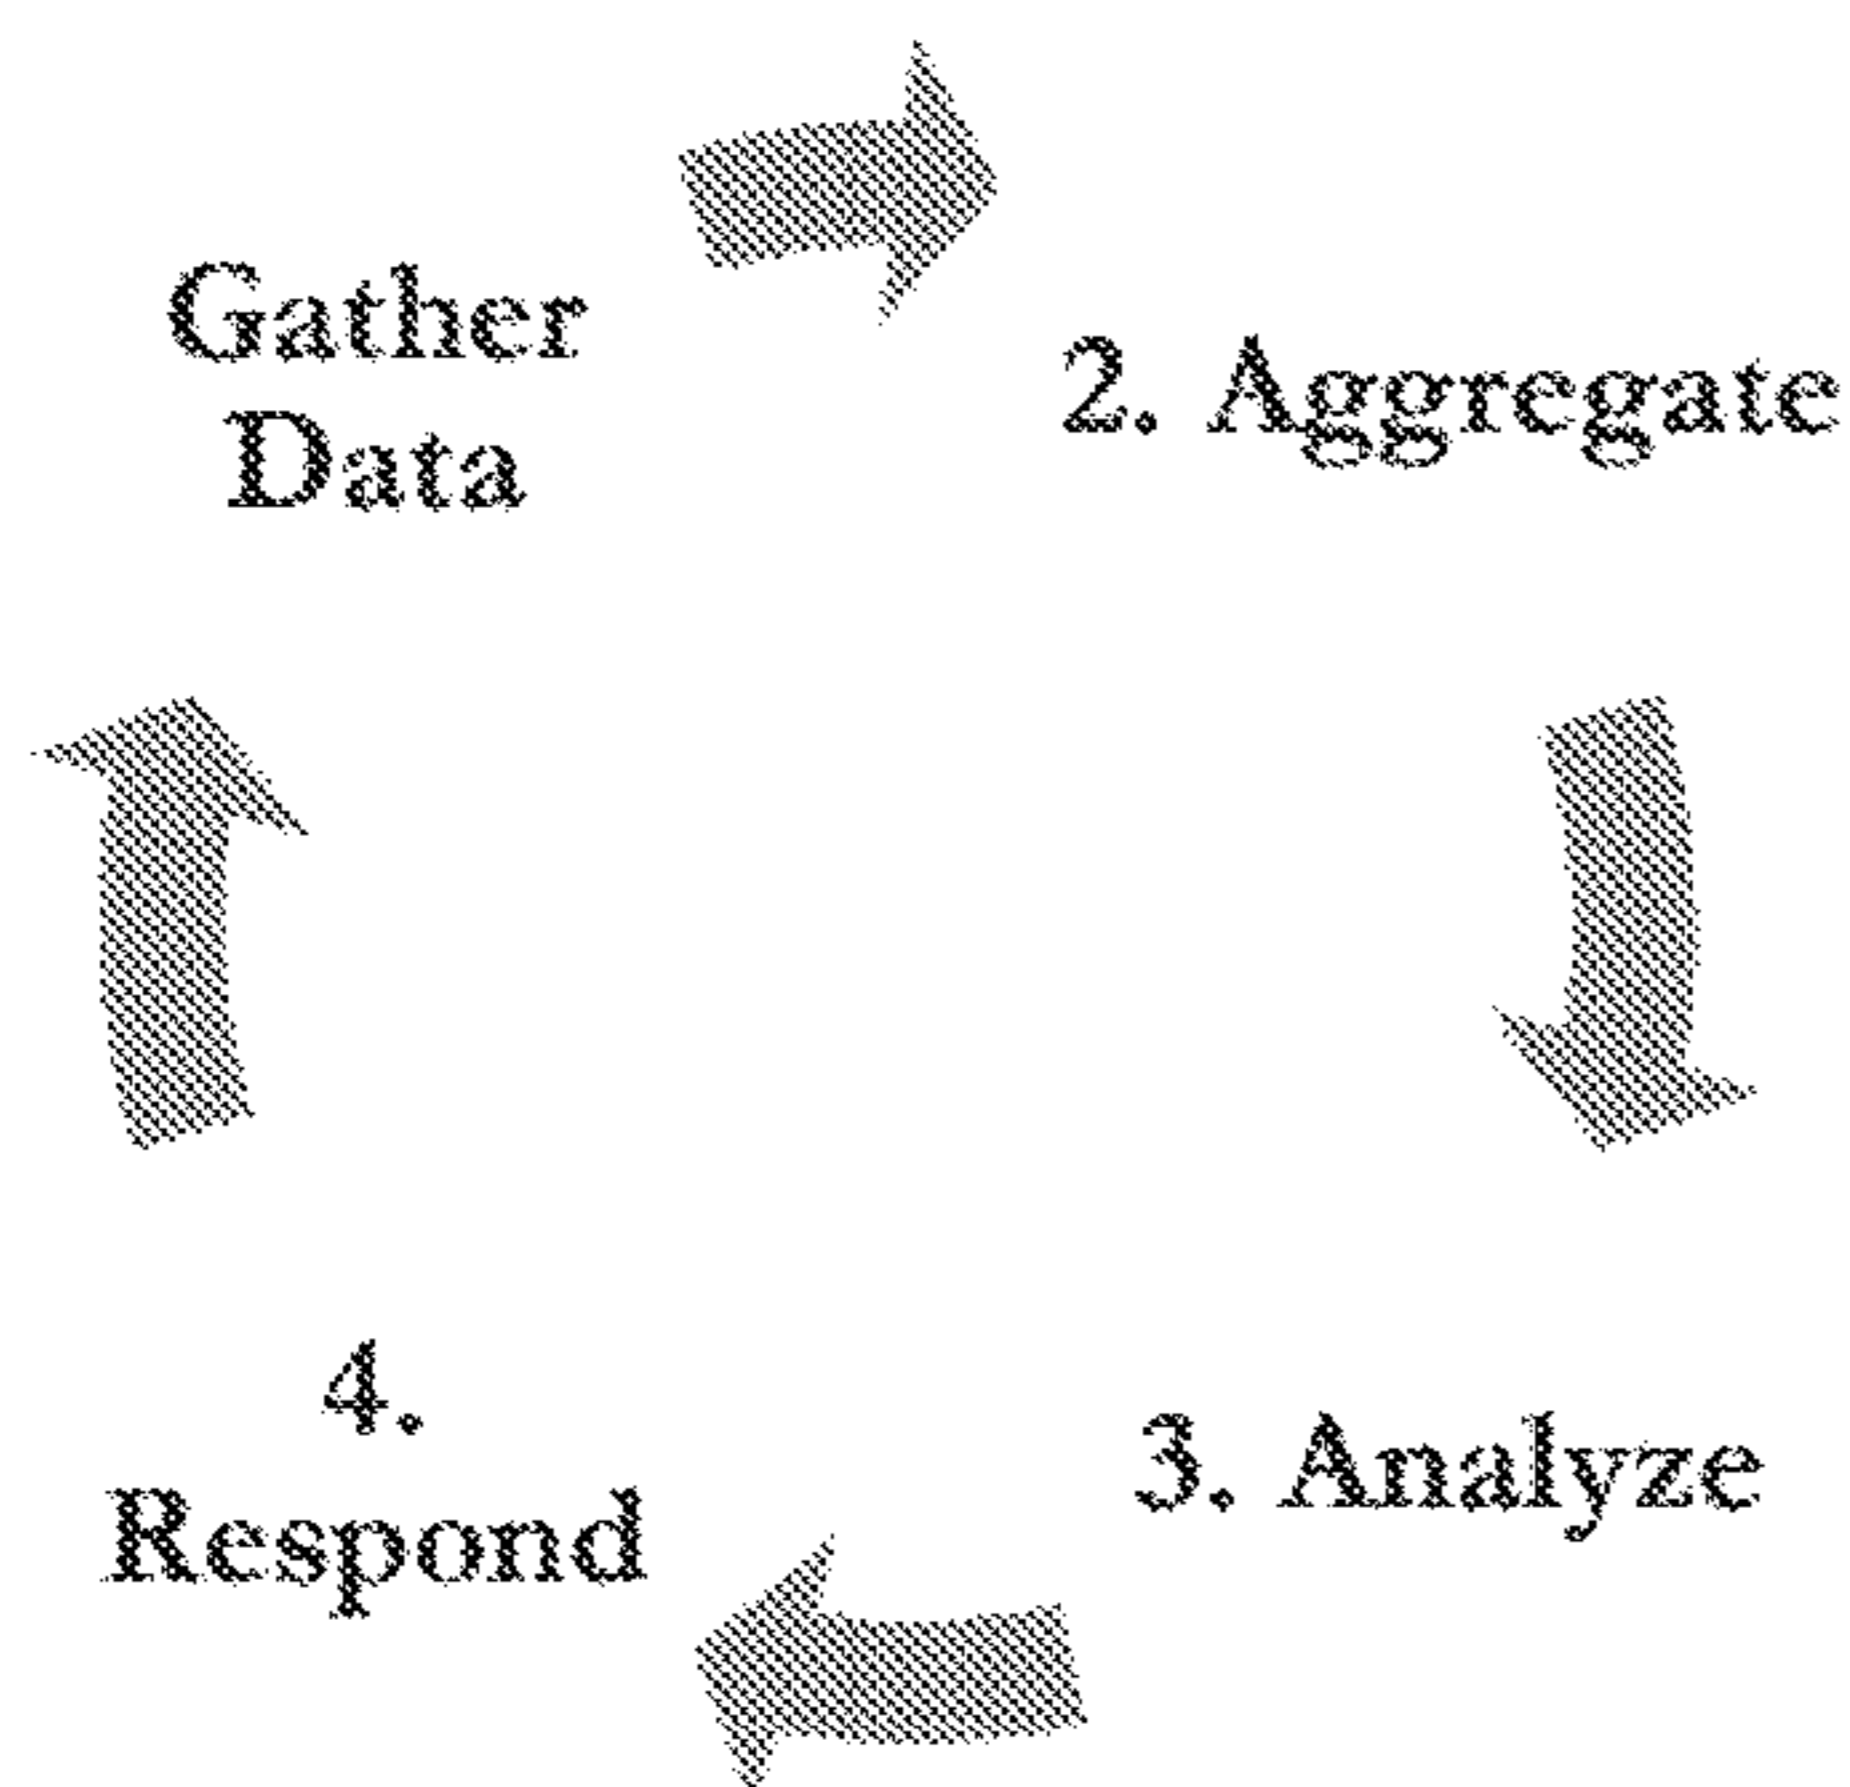 Gather
Data
2. Aggregate
3. Analyze
4.
Respond